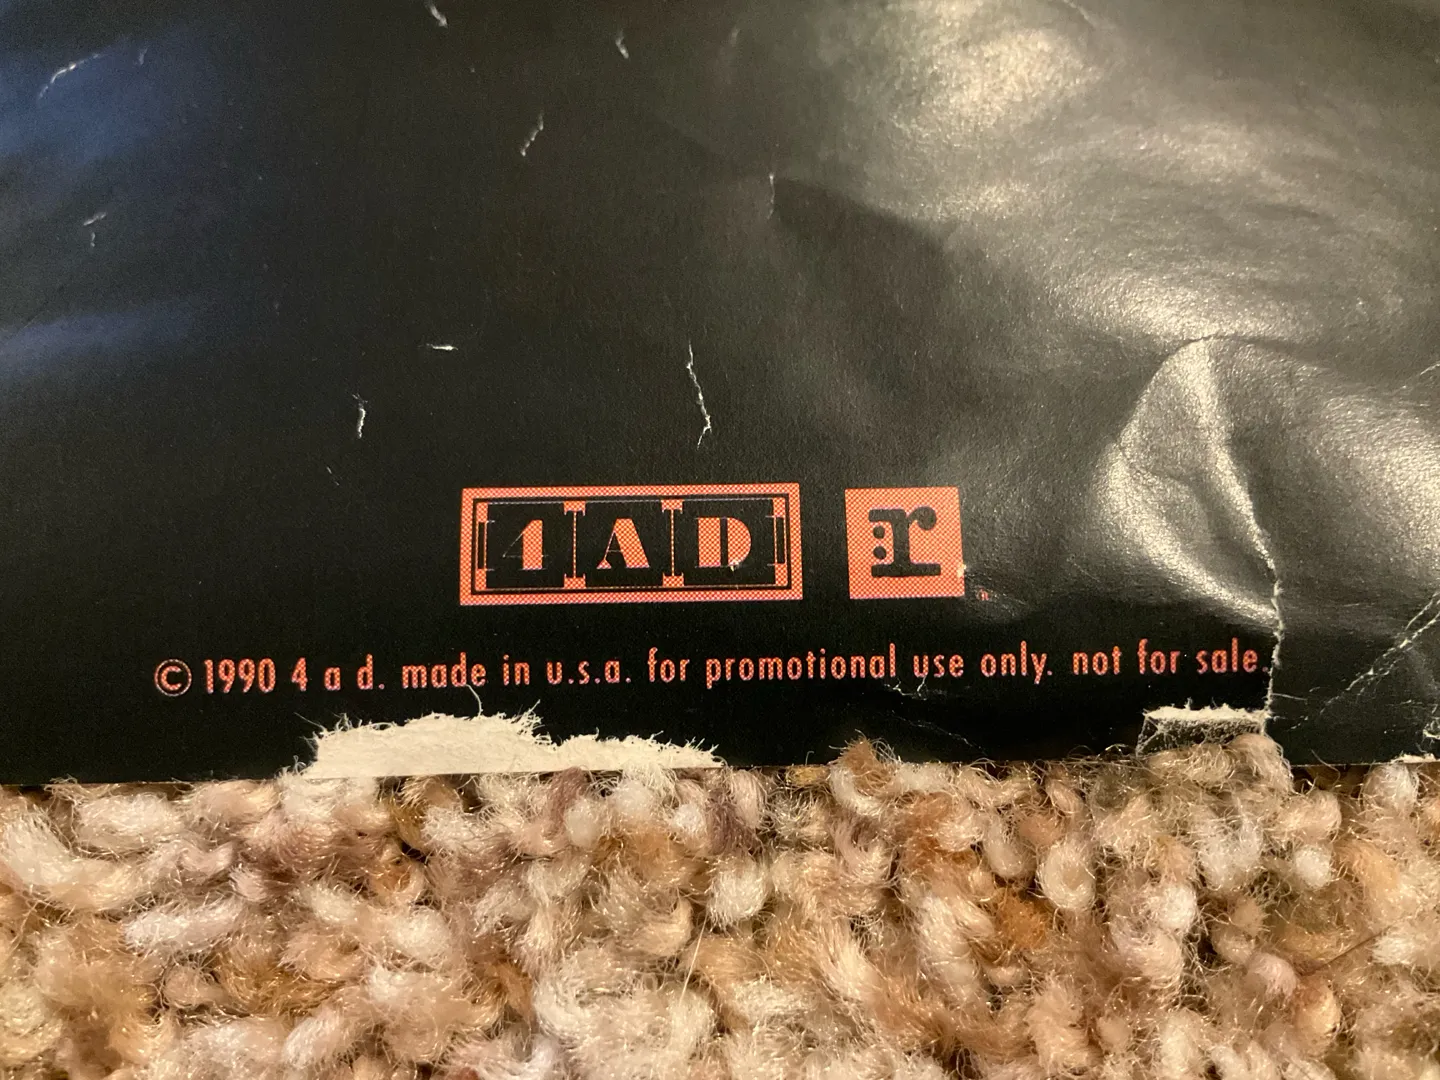 4AD r
© 1990 4 a d. made in u.s.a. for promotional use only. not for sale.